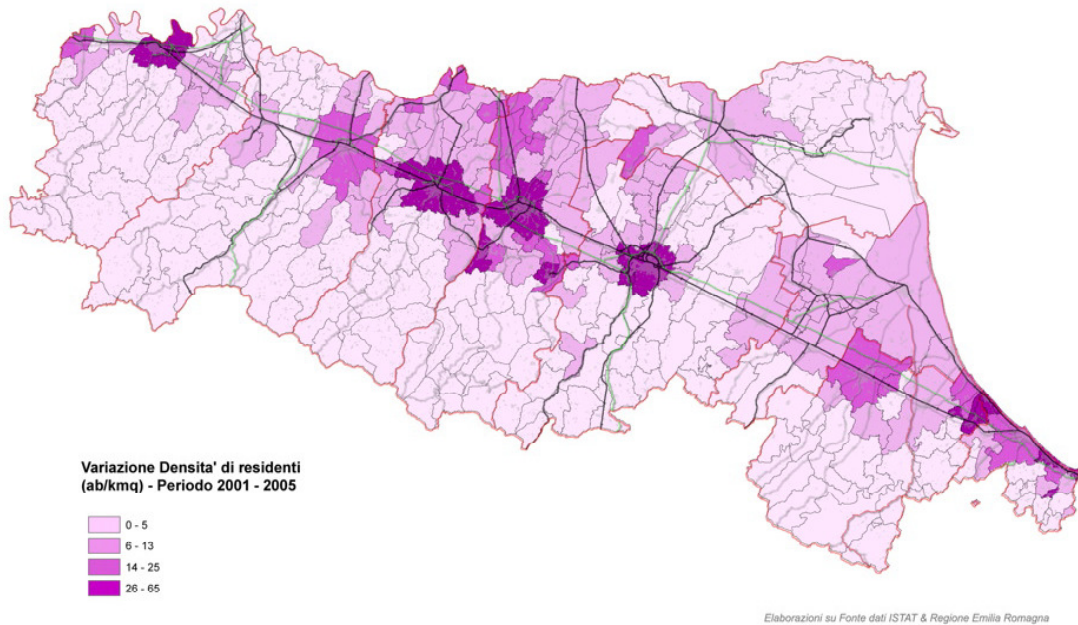 Variazione Densita' di residenti
(ab/kmq) - Periodo 2001 - 2005
0 - 5
6 - 13
14 - 25
26 - 65
Elaborazioni su Fonte dati ISTAT & Regione Emilia Romagna